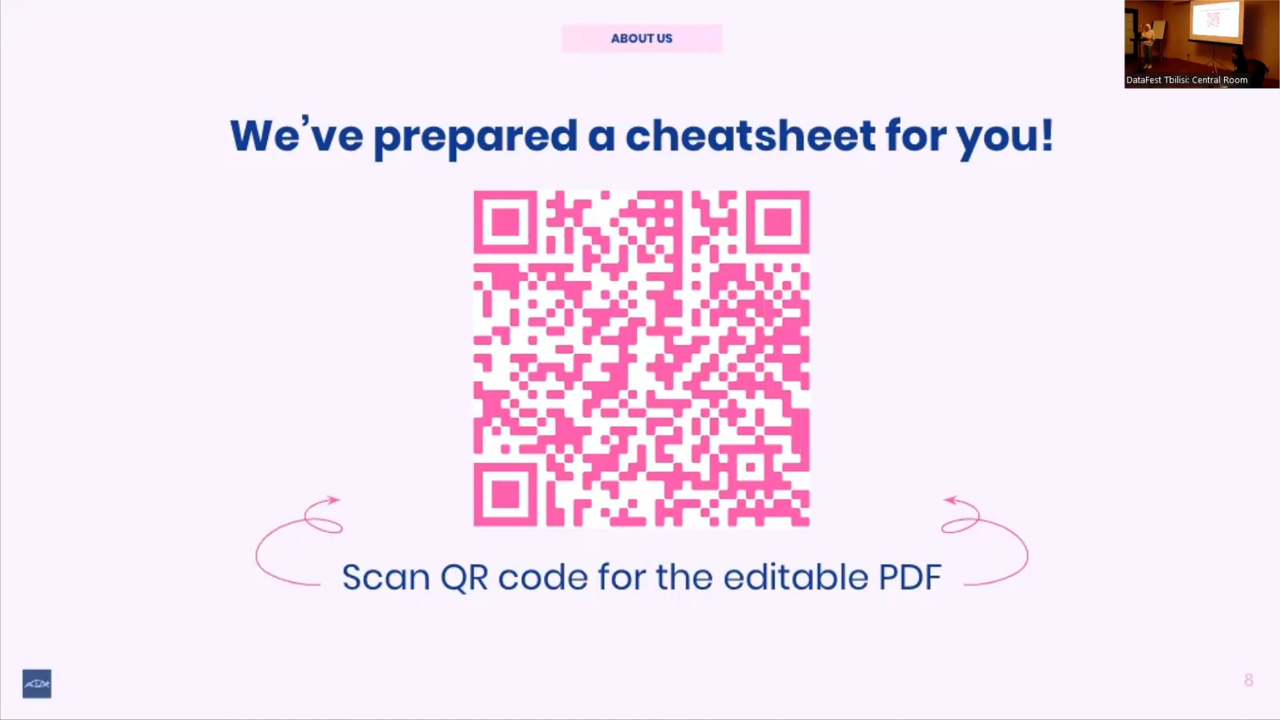 ABOUT US
DataFest Tbilisi: Central Room
We've prepared a cheatsheet for you!
Scan QR code for the editable PDF
8